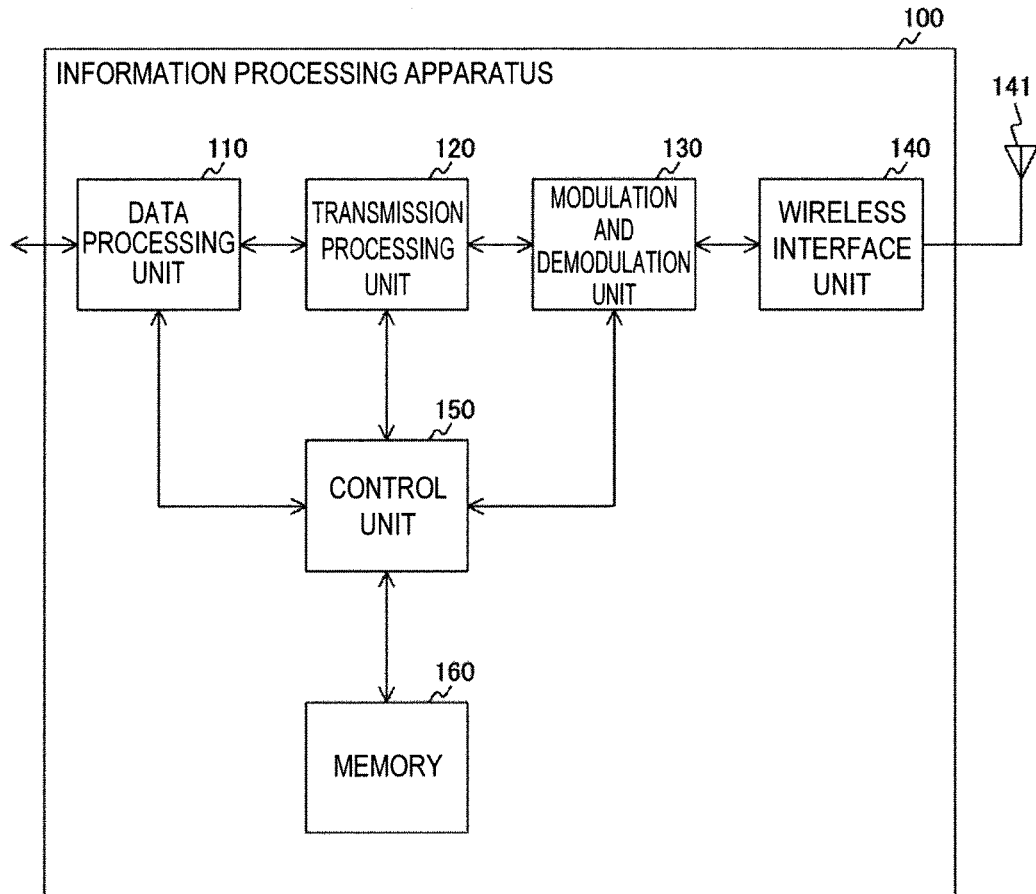 100
INFORMATION PROCESSING APPARATUS
141
110
120
130
140
DATA
PROCESSING
UNIT
TRANSMISSION
PROCESSING
UNIT
MODULATION
AND
DEMODULATION
UNIT
WIRELESS
INTERFACE
UNIT
150
CONTROL
UNIT
160
MEMORY